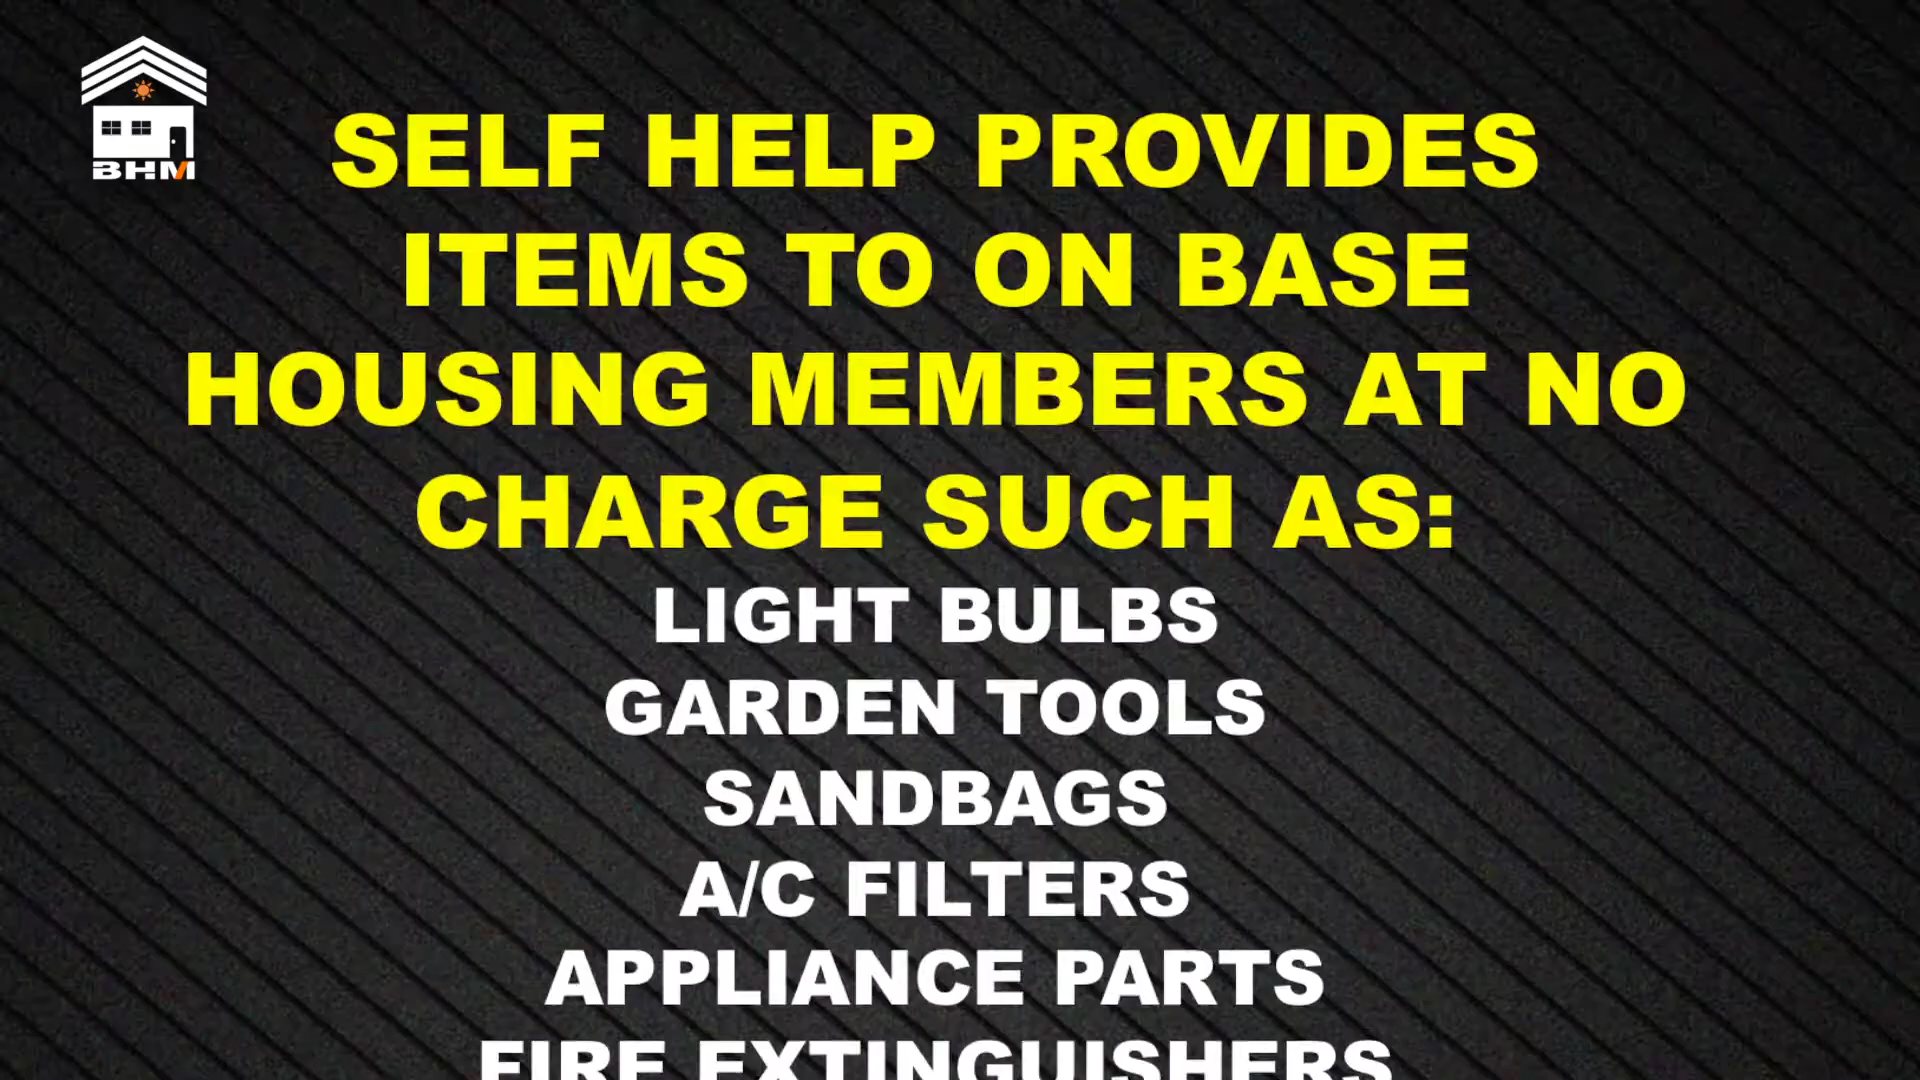 BHM
SELF HELP PROVIDES
ITEMS TO ON BASE
HOUSING MEMBERS AT NO
CHARGE SUCH AS:
LIGHT BULBS
GARDEN TOOLS
SANDBAGS
A/C FILTERS
APPLIANCE PARTS
FIRE EXTINGUISHERS